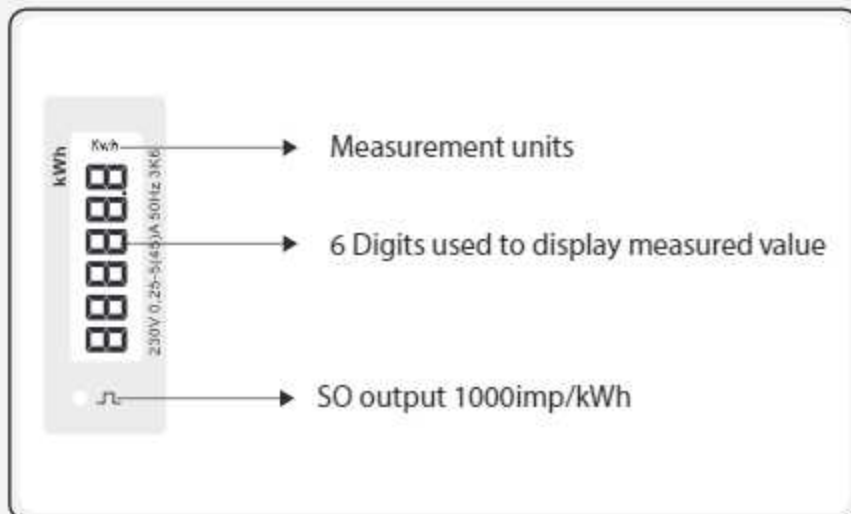 kWh
Kwh
230V 0.25-5(45)A 50Hz 3K6
Measurement units
6 Digits used to display measured value
SO output 1000imp/kWh